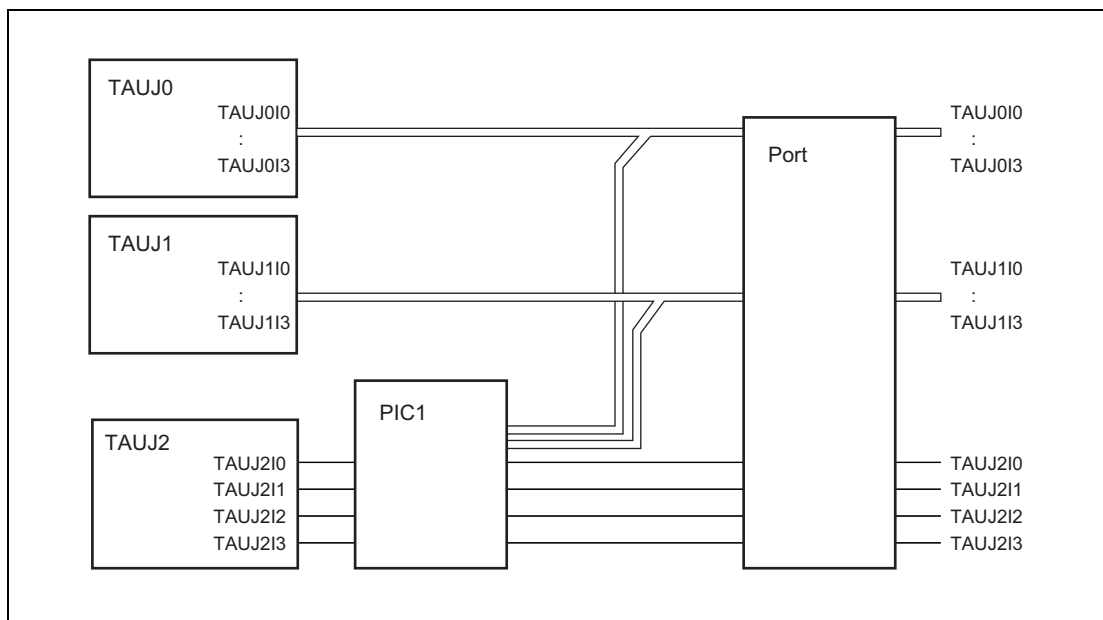 TAUJ0
TAUJ0I0
:
TAUJ0I3
TAUJ1
TAUJ1I0
:
TAUJ1I3
TAUJ2
TAUJ2I0
TAUJ2I1
TAUJ2I2
TAUJ2I3
PIC1
Port
TAUJ0I0
:
TAUJ0I3
TAUJ1I0
:
TAUJ1I3
TAUJ2I0
TAUJ2I1
TAUJ2I2
TAUJ2I3